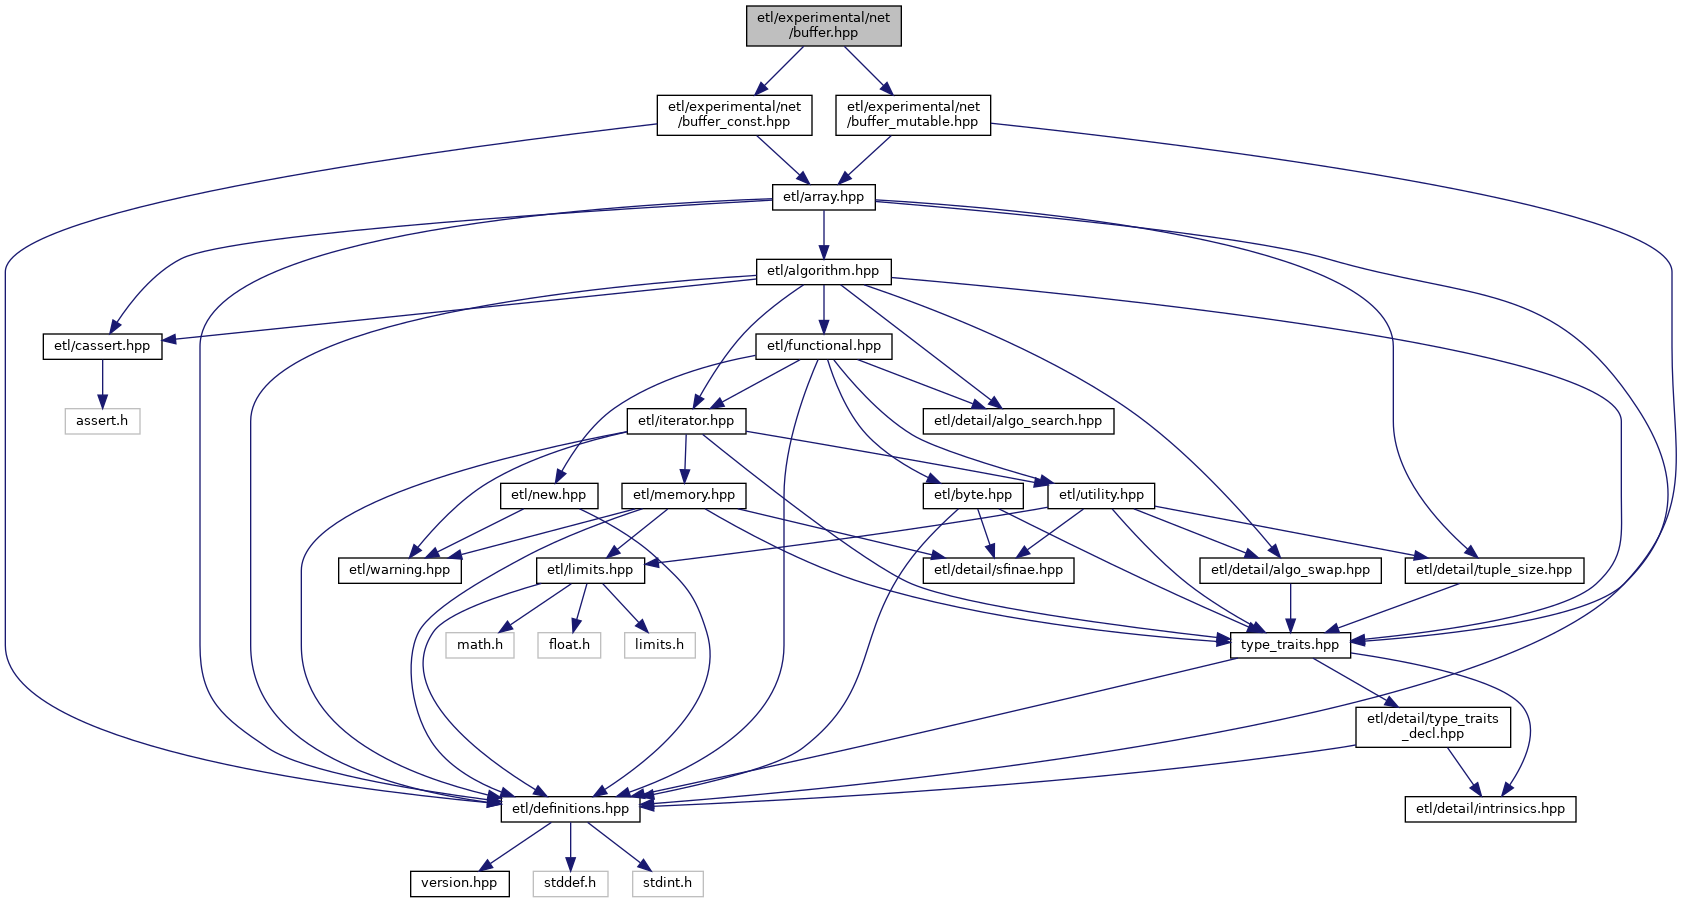 etl/experimental/net
/buffer.hpp
etl/experimental/net
/buffer_const.hpp
etl/experimental/net
/buffer_mutable.hpp
etl/array.hpp
etl/algorithm.hpp
etl/cassert.hpp
etl/functional.hpp
assert.h
etl/iterator.hpp
etl/detail/algo_search.hpp
etl/new.hpp
etl/memory.hpp
etl/byte.hpp
etl/utility.hpp
etl/warning.hpp
etl/limits.hpp
etl/detail/sfinae.hpp
etl/detail/algo_swap.hpp
etl/detail/tuple_size.hpp
math.h
float.h
limits.h
type_traits.hpp
etl/detail/type_traits
_decl.hpp
etl/definitions.hpp
etl/detail/intrinsics.hpp
version.hpp
stddef.h
stdint.h